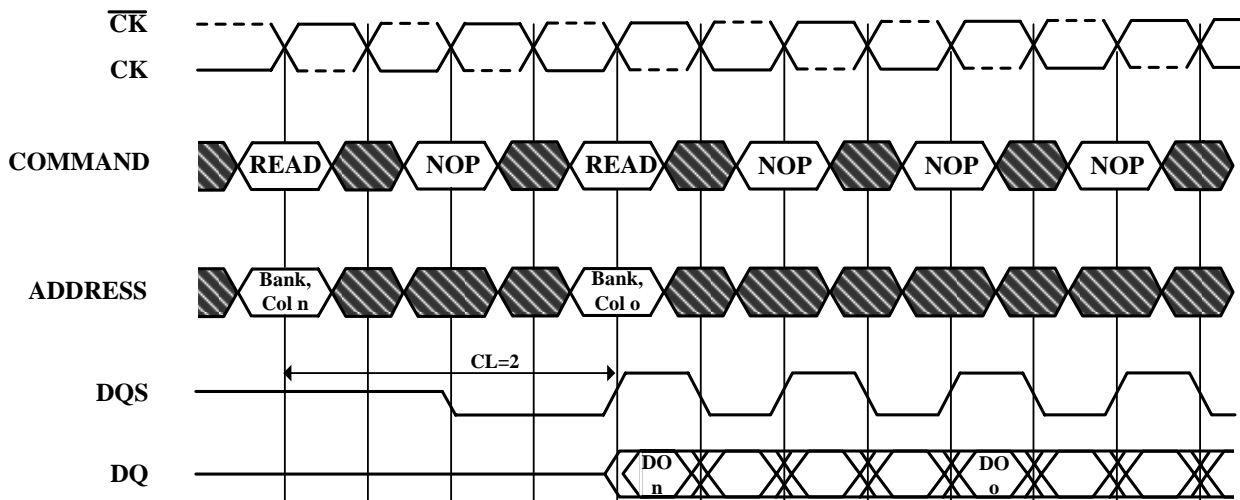 CK
CK
COMMAND READ NOP READ NOP NOP NOP
ADDRESS
Bank,
Col n
Bank,
Col o
CL=2
DQS
DQ
DO
n
DO
o